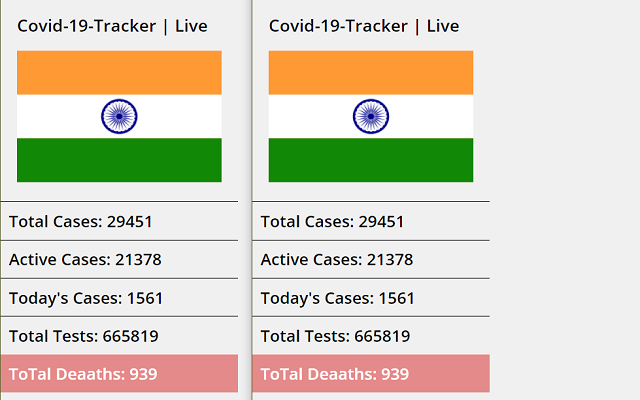 Covid-19-Tracker | Live
Total Cases: 29451
Active Cases: 21378
Today's Cases: 1561
Total Tests: 665819
ToTal Deaaths: 939
Covid-19-Tracker | Live
Total Cases: 29451
Active Cases: 21378
Today's Cases: 1561
Total Tests: 665819
ToTal Deaaths: 939